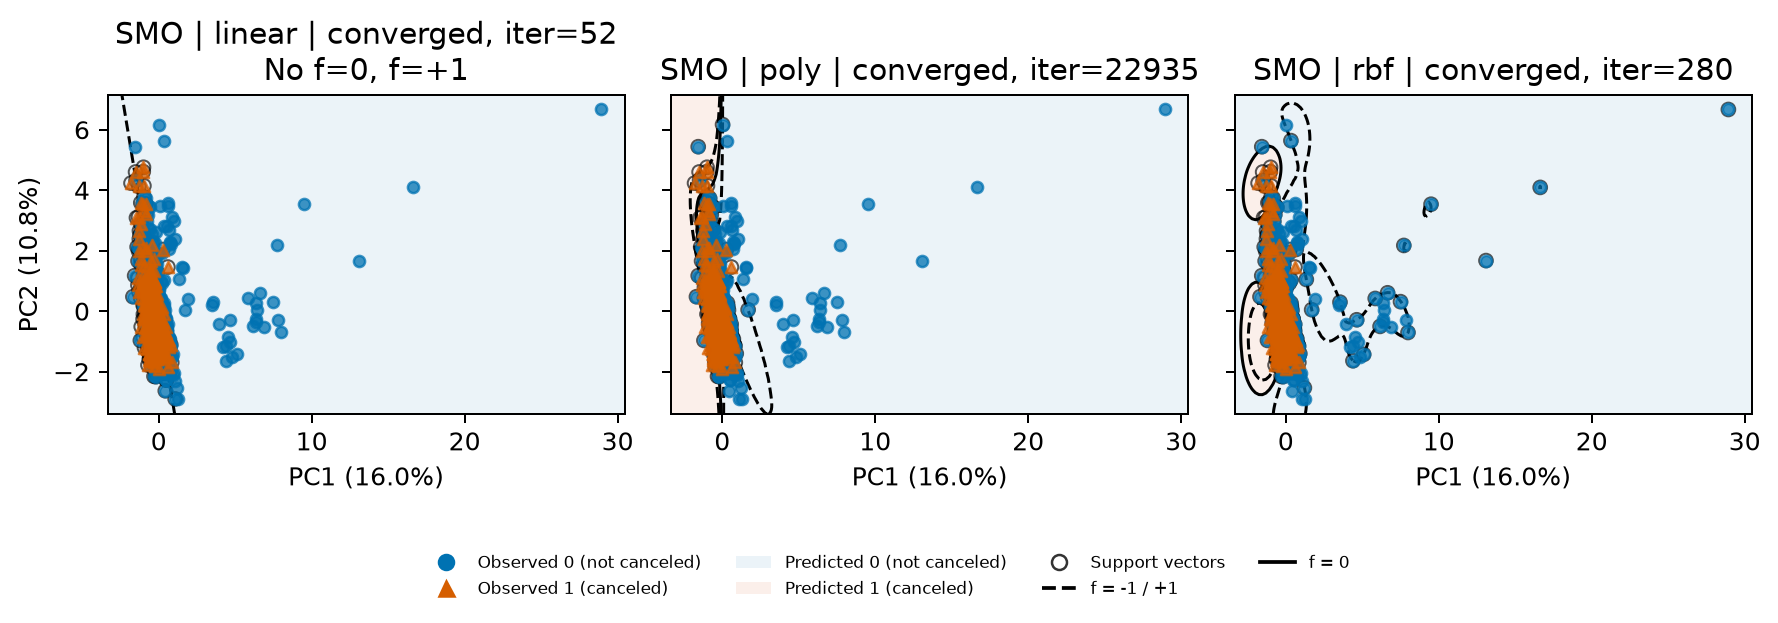 SMO | linear | converged, iter=52
No f=0, f=+1
SMO | poly | converged, iter=22935
SMO | rbf | converged, iter=280
PC2 (10.8%)
6
4
2
0
−2
0 10 20 30
0 10 20 30
0 10 20 30
PC1 (16.0%)
PC1 (16.0%)
PC1 (16.0%)
Observed 0 (not canceled)
Observed 1 (canceled)
Predicted 0 (not canceled)
Predicted 1 (canceled)
Support vectors
f = -1 / +1
f = 0